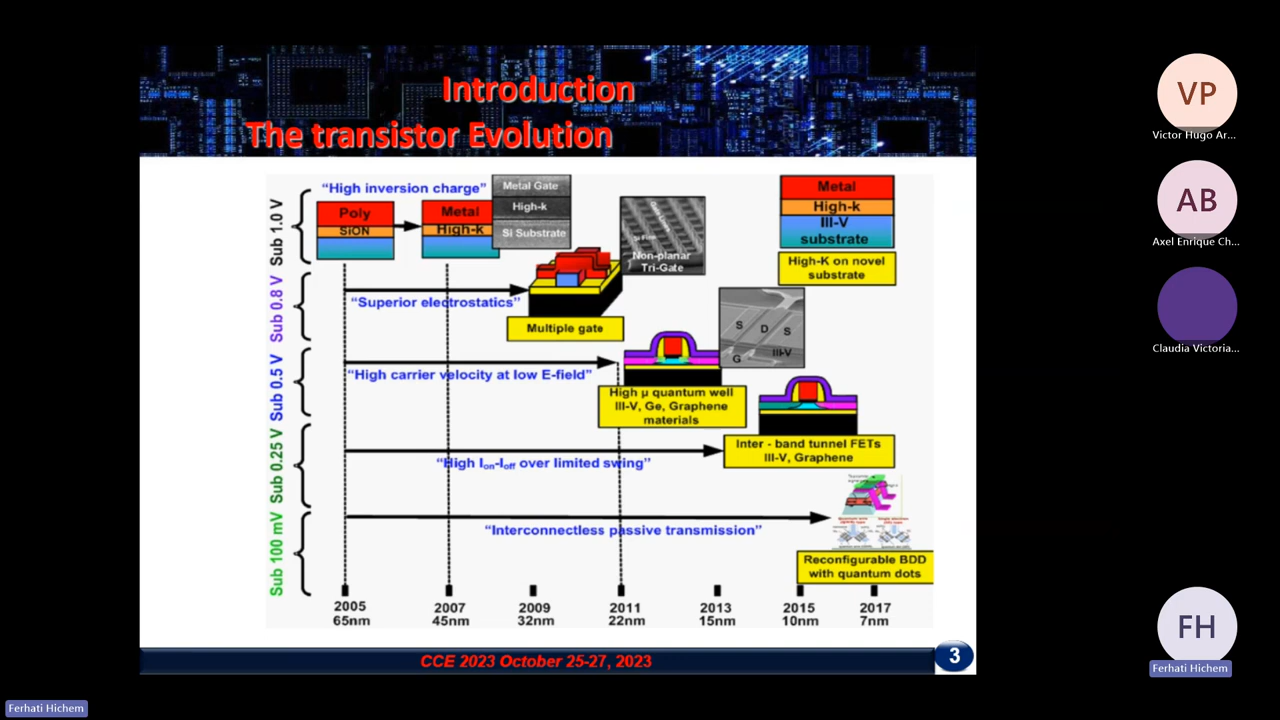 Introduction
The transistor Evolution
Sub 1.0 V
"High inversion charge"
Poly
SiON
Metal
High-k
Metal Gate
High-k
Si Substrate
Non-planar
Tri-Gate
Metal
High-k
III-V
substrate
High-K on novel
substrate
Sub 0.8 V
"Superior electrostatics"
Multiple gate
S D S
G III-V
Sub 0.5 V
"High carrier velocity at low E-field"
High µ quantum well
III-V, Ge, Graphene
materials
Sub 0.25 V
"High Ion-Ioff over limited swing"
Inter - band tunnel FETs
III-V, Graphene
Sub 100 mV
"Interconnectless passive transmission"
Reconfigurable BDD
with quantum dots
2005 2007 2009 2011 2013 2015 2017
65nm 45nm 32nm 22nm 15nm 10nm 7nm
CCE 2023 October 25-27, 2023
3
VP
Victor Hugo Ar...
AB
Axel Enrique Ch...
Claudia Victoria...
FH
Ferhati Hichem
Ferhati Hichem